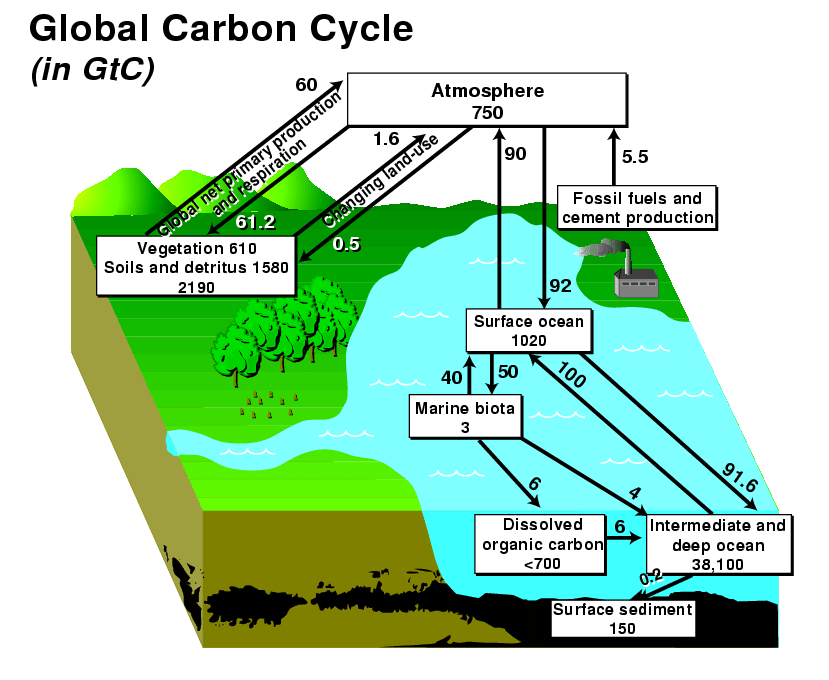 Global Carbon Cycle
(in GtC)
60
Atmosphere
750
Global net primary production
and respiration
61.2
1.6
Changing land-use
0.5
90
92
5.5
Fossil fuels and
cement production
Vegetation 610
Soils and detritus 1580
2190
Surface ocean
1020
40
50
100
91.6
Marine biota
3
6
4
Dissolved
organic carbon
<700
6
Intermediate and
deep ocean
38,100
0.2
Surface sediment
150